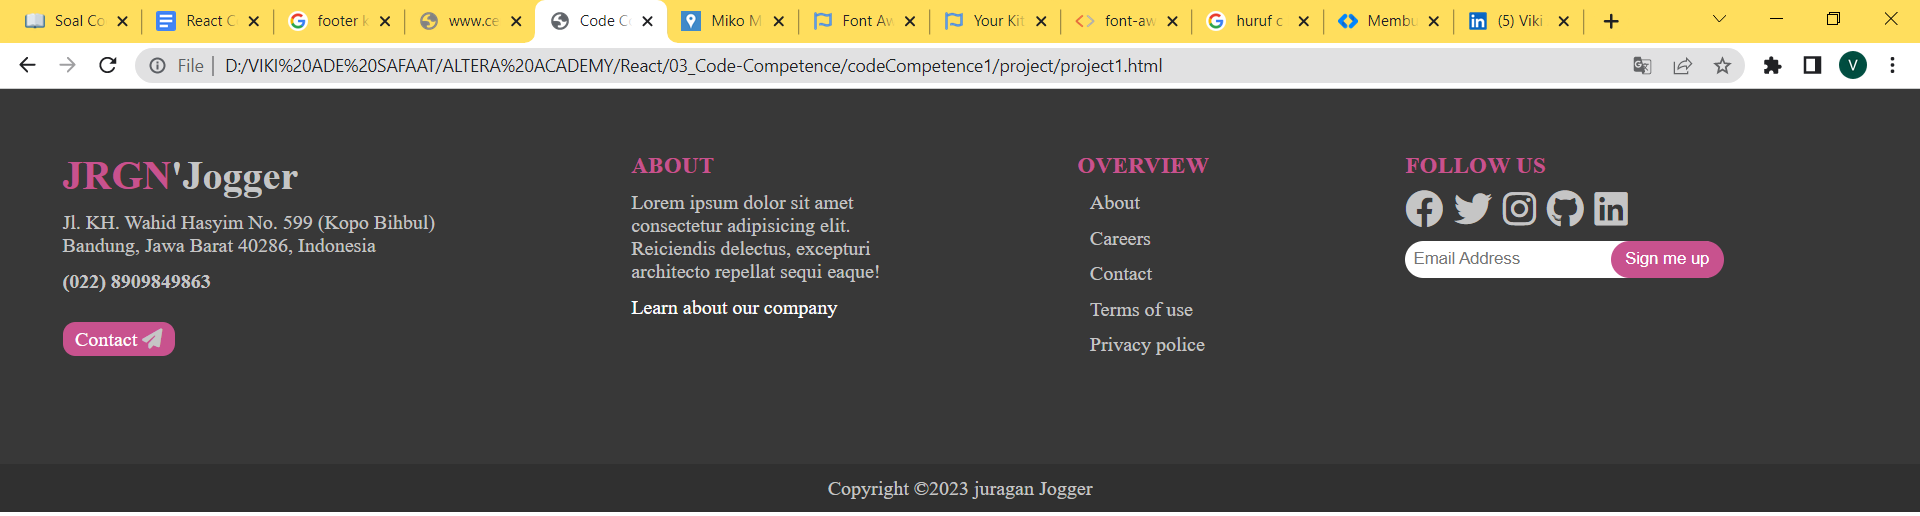 Soal Co
React C
footer k
www.ce
Code C
Miko M
Font Aw
Your Kit
font-aw
huruf c
Membu
(5) Viki
File
D:/VIKI%20ADE%20SAFAAT/ALTERA%20ACADEMY/React/03_Code-Competence/codeCompetence1/project/project1.html
V
JRGN'Jogger
Jl. KH. Wahid Hasyim No. 599 (Kopo Bihbul)
Bandung, Jawa Barat 40286, Indonesia
(022) 8909849863
Contact
ABOUT
Lorem ipsum dolor sit amet
consectetur adipisicing elit.
Reiciendis delectus, excepturi
architecto repellat sequi eaque!
Learn about our company
OVERVIEW
About
Careers
Contact
Terms of use
Privacy police
FOLLOW US
Email Address
Sign me up
Copyright ©2023 juragan Jogger